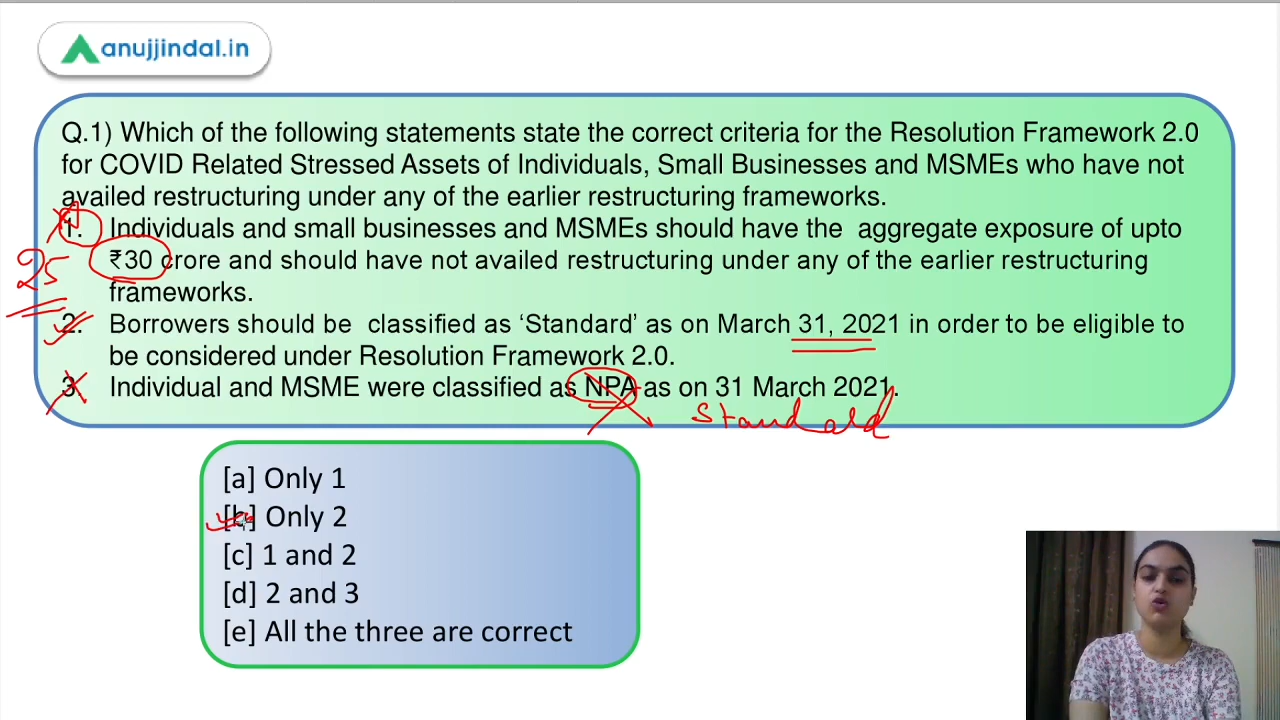 anujjindal.in
Q.1) Which of the following statements state the correct criteria for the Resolution Framework 2.0
for COVID Related Stressed Assets of Individuals, Small Businesses and MSMEs who have not
availed restructuring under any of the earlier restructuring frameworks.
1. Individuals and small businesses and MSMEs should have the aggregate exposure of upto
₹30 crore and should have not availed restructuring under any of the earlier restructuring
25
frameworks.
2. Borrowers should be classified as ‘Standard’ as on March 31, 2021 in order to be eligible to
be considered under Resolution Framework 2.0.
3. Individual and MSME were classified as NPA as on 31 March 2021.
Standard
[a] Only 1
[b] Only 2
[c] 1 and 2
[d] 2 and 3
[e] All the three are correct